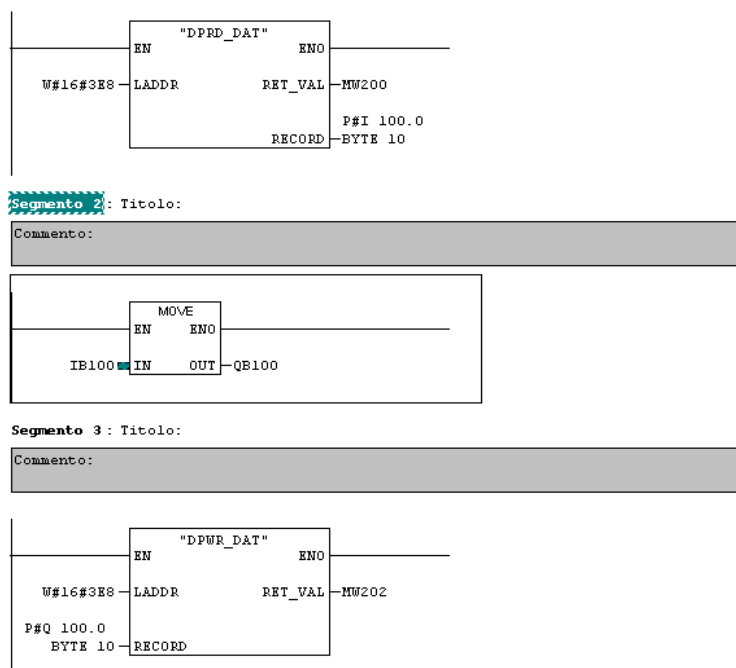 "DPRD_DAT"
EN ENO
W#16#3E8 LADDR RET_VAL MW200
P#I 100.0
RECORD BYTE 10
Segmento 2: Titolo:
Commento:
MOVE
EN ENO
IB100 IN OUT QB100
Segmento 3 : Titolo:
Commento:
"DPWR_DAT"
EN ENO
W#16#3E8 LADDR RET_VAL MW202
P#Q 100.0
BYTE 10 RECORD